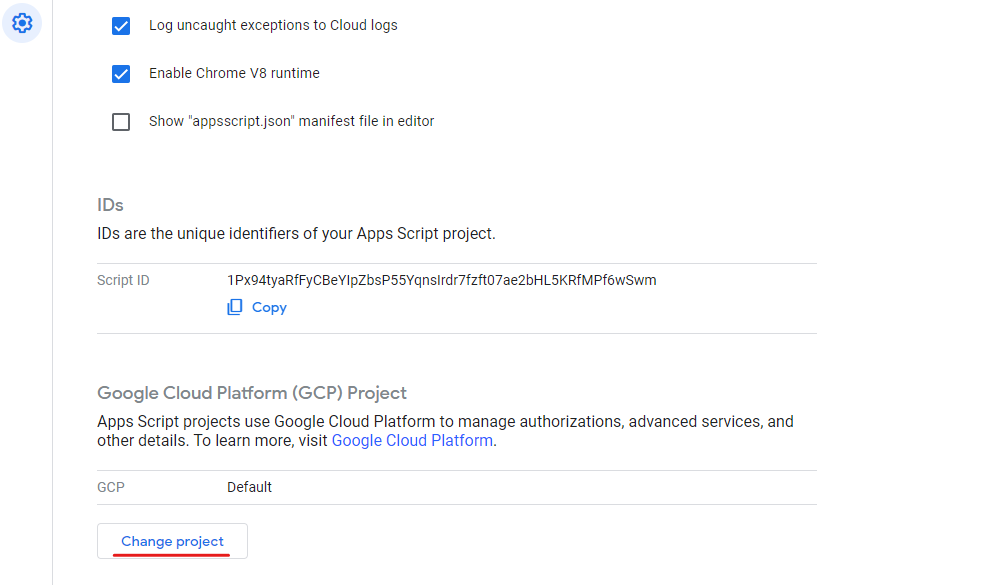 Log uncaught exceptions to Cloud logs
Enable Chrome V8 runtime
Show "appsscript.json" manifest file in editor
IDs
IDs are the unique identifiers of your Apps Script project.
Script ID 1Px94tyaRfFyCBeYIpZbsP55YqnsIrdr7fzft07ae2bHL5KRfMPf6wSwm
Copy
Google Cloud Platform (GCP) Project
Apps Script projects use Google Cloud Platform to manage authorizations, advanced services, and
other details. To learn more, visit Google Cloud Platform.
GCP Default
Change project